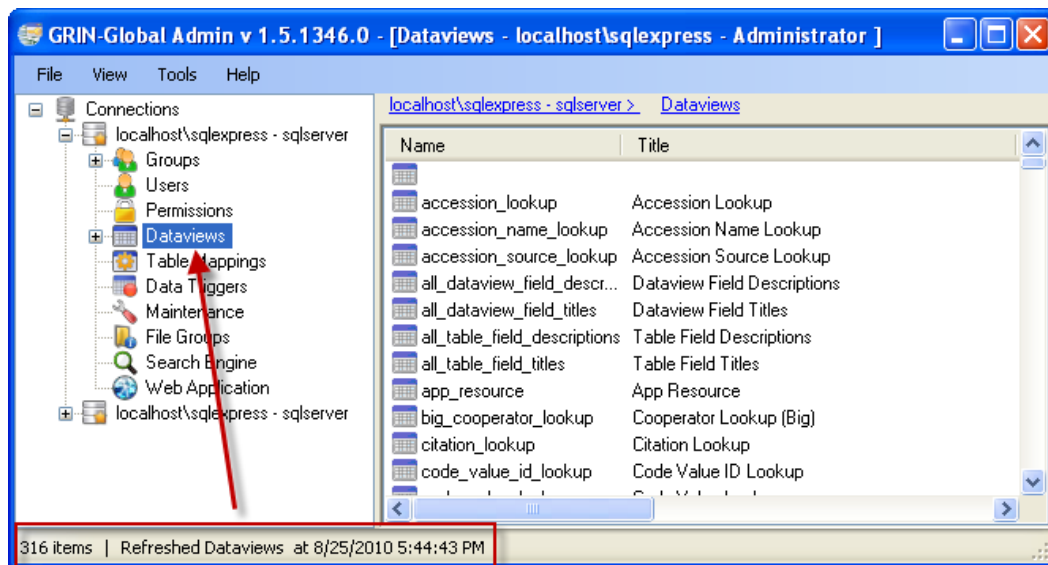 GRIN-Global Admin v 1.5.1346.0 - [Dataviews - localhost\sqlexpress - Administrator ]
File View Tools Help
Connections
localhost\sqlexpress - sqlserver
Groups
Users
Permissions
Dataviews
Table Mappings
Data Triggers
Maintenance
File Groups
Search Engine
Web Application
localhost\sqlexpress - sqlserver
localhost\sqlexpress - sqlserver > Dataviews
Name Title
accession_lookup Accession Lookup
accession_name_lookup Accession Name Lookup
accession_source_lookup Accession Source Lookup
all_dataview_field_descr... Dataview Field Descriptions
all_dataview_field_titles Dataview Field Titles
all_table_field_descriptions Table Field Descriptions
all_table_field_titles Table Field Titles
app_resource App Resource
big_cooperator_lookup Cooperator Lookup (Big)
citation_lookup Citation Lookup
code_value_id_lookup Code Value ID Lookup
316 items | Refreshed Dataviews at 8/25/2010 5:44:43 PM